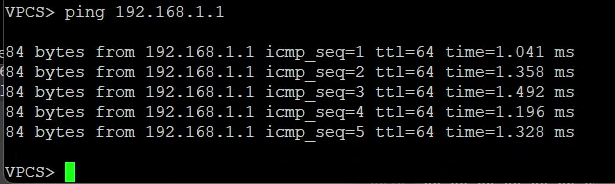 VPCS> ping 192.168.1.1
84 bytes from 192.168.1.1 icmp_seq=1 ttl=64 time=1.041 ms
84 bytes from 192.168.1.1 icmp_seq=2 ttl=64 time=1.358 ms
84 bytes from 192.168.1.1 icmp_seq=3 ttl=64 time=1.492 ms
84 bytes from 192.168.1.1 icmp_seq=4 ttl=64 time=1.196 ms
84 bytes from 192.168.1.1 icmp_seq=5 ttl=64 time=1.328 ms
VPCS>